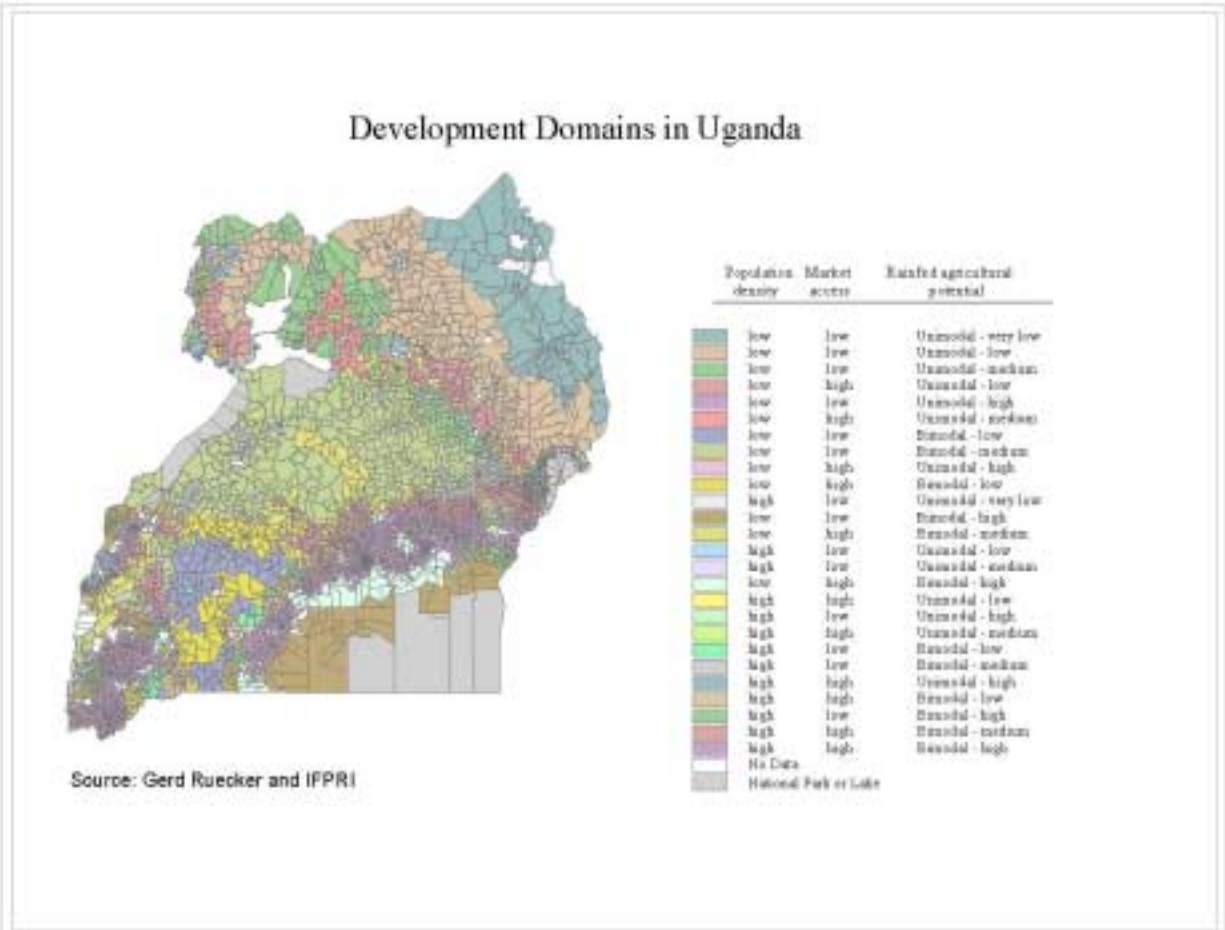 Development Domains in Uganda
Population Market Rainfed agricultural
density access potential
low low Unimodal - very low
low low Unimodal - low
low low Unimodal - medium
low high Unimodal - low
low low Unimodal - high
low high Unimodal - medium
low low Bimodal - low
low low Bimodal - medium
low high Unimodal - high
low high Bimodal - low
high low Unimodal - very low
low low Bimodal - high
low high Bimodal - medium
high low Unimodal - low
high low Unimodal - medium
low high Bimodal - high
high high Unimodal - low
high low Unimodal - high
high high Unimodal - medium
high low Bimodal - low
high low Bimodal - medium
high high Unimodal - high
high high Bimodal - low
high low Bimodal - high
high high Bimodal - medium
high high Bimodal - high
No Data
National Park or Lake
Source: Gerd Ruecker and IFPRI